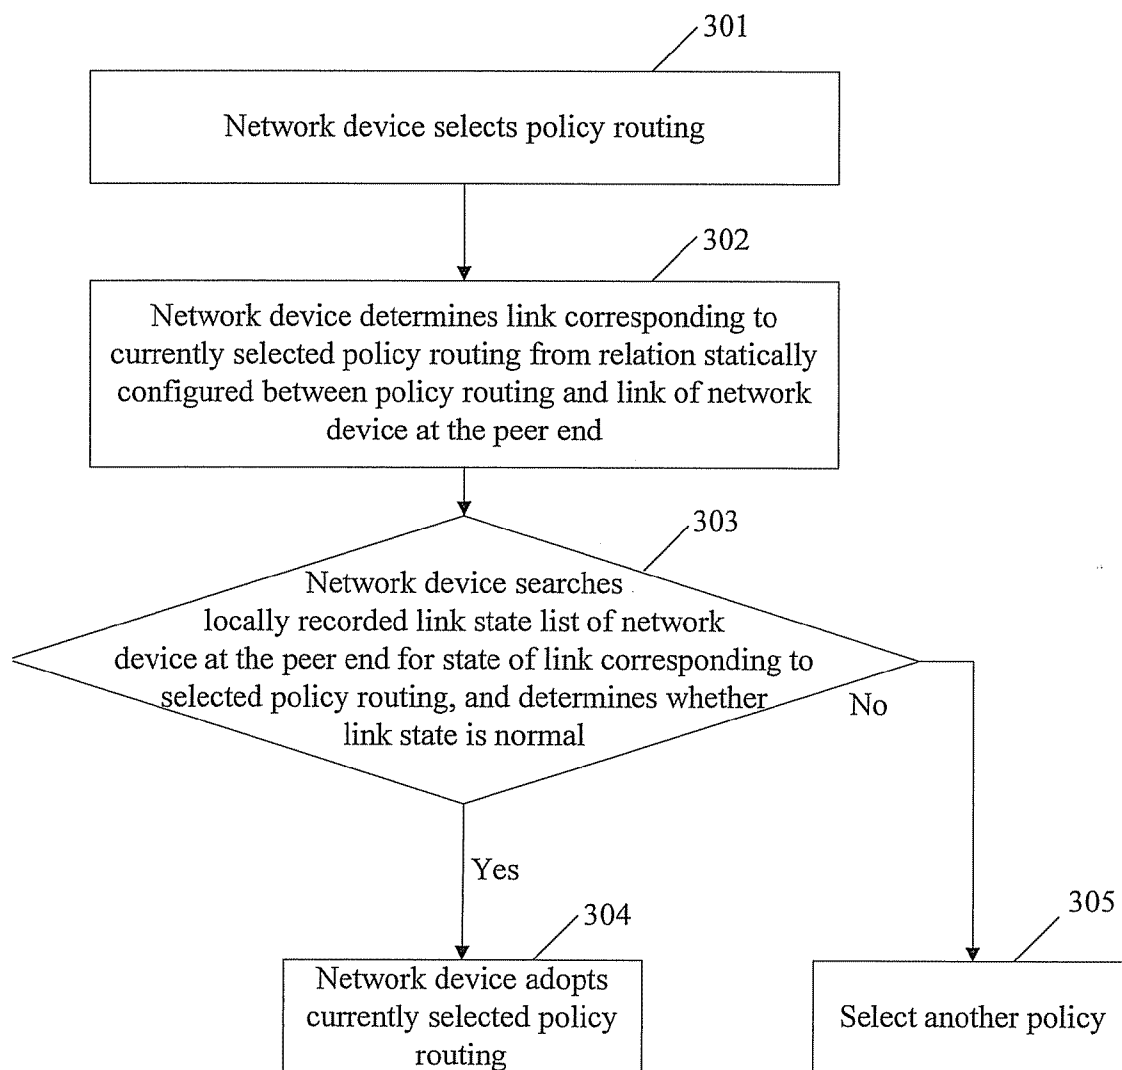 301
Network device selects policy routing
302
Network device determines link corresponding to
currently selected policy routing from relation statically
configured between policy routing and link of network
device at the peer end
303
Network device searches
locally recorded link state list of network
device at the peer end for state of link corresponding to
selected policy routing, and determines whether
link state is normal
No
Yes
304
Network device adopts
currently selected policy
routing
305
Select another policy